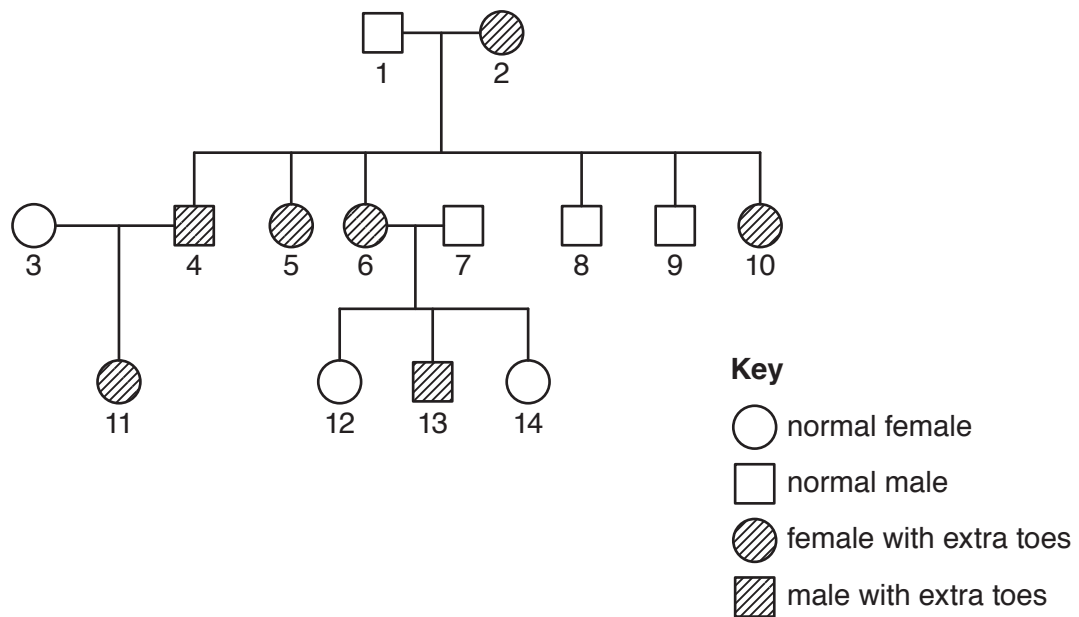 1 2
3 4 5 6 7 8 9 10
11 12 13 14
Key
normal female
normal male
female with extra toes
male with extra toes